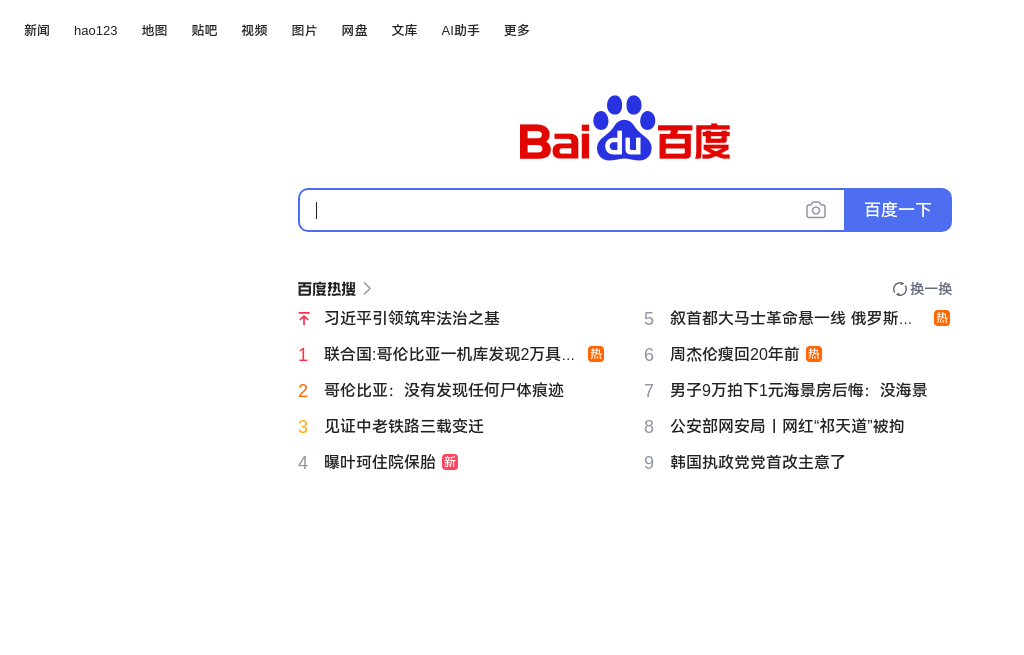 新闻 hao123 地图 贴吧 视频 图片 网盘 文库 AI助手 更多
Bai du 百度
百度一下
百度热搜 换一换
习近平引领筑牢法治之基
1 联合国:哥伦比亚一机库发现2万具... 热
2 哥伦比亚：没有发现任何尸体痕迹
3 见证中老铁路三载变迁
4 曝叶珂住院保胎 新
5 叙首都大马士革命悬一线 俄罗斯... 热
6 周杰伦瘦回20年前 热
7 男子9万拍下1元海景房后悔：没海景
8 公安部网安局丨网红“祁天道”被拘
9 韩国执政党党首改主意了